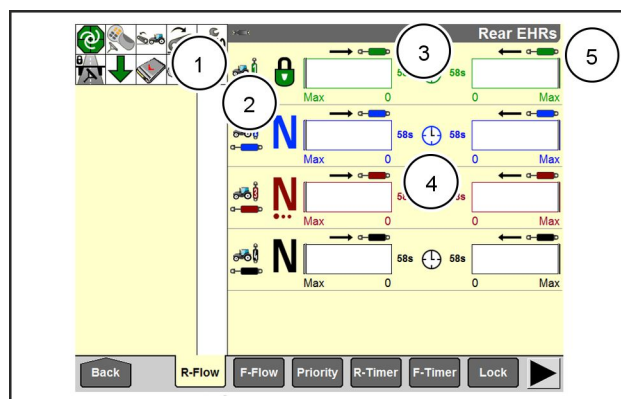 Rear EHRs
1
2
3
4
5
58s
Max 0 0 Max
N 58s 58s
Max 0 0 Max
N
Max 0 0 Max
N 58s 58s
Max 0 0 Max
Back R-Flow F-Flow Priority R-Timer F-Timer Lock